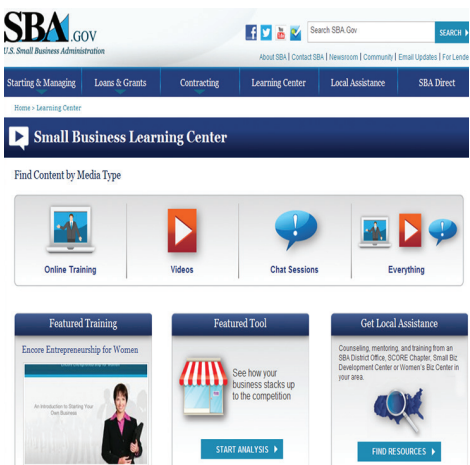 SBA.GOV
U.S. Small Business Administration
Search SBA.Gov
SEARCH
About SBA | Contact SBA | Newsroom | Community | Email Updates | For Lende
Starting & Managing
Loans & Grants
Contracting
Learning Center
Local Assistance
SBA Direct
Home > Learning Center
Small Business Learning Center
Find Content by Media Type
Online Training
Videos
Chat Sessions
Everything
Featured Training
Encore Entrepreneurship for Women
An Introduction to Starting Your
Own Business
Featured Tool
See how your
business stacks up
to the competition
START ANALYSIS
Get Local Assistance
Counseling, mentoring, and training from an
SBA District Office, SCORE Chapter, Small Biz
Development Center or Women's Biz Center in
your area.
FIND RESOURCES